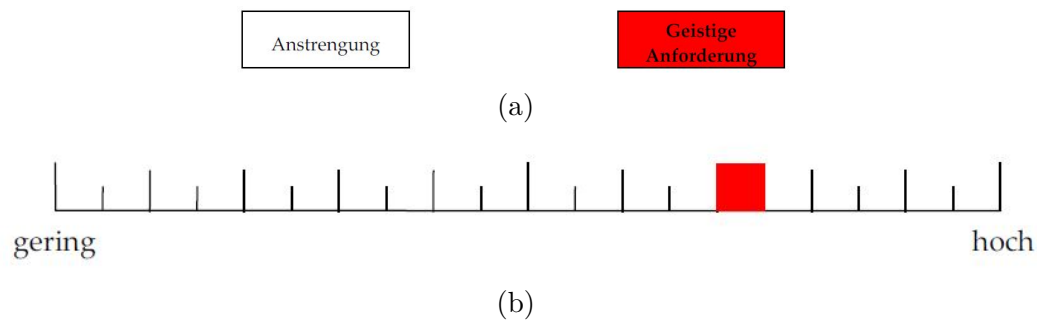 Anstrengung
Geistige
Anforderung
(a)
gering hoch
(b)